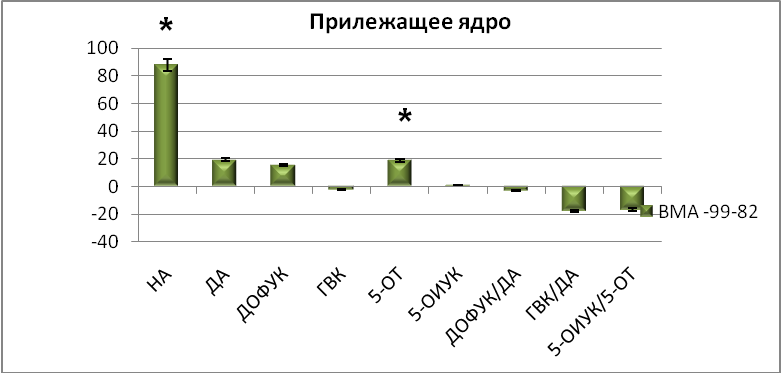 Прилежащее ядро
*
*
100
80
60
40
20
0
-20
-40
НА
ДА
ДОФУК
ГВК
5-ОТ
5-ОИУК
ДОФУК/ДА
ГВК/ДА
5-ОИУК/5-ОТ
ВМА -99-82